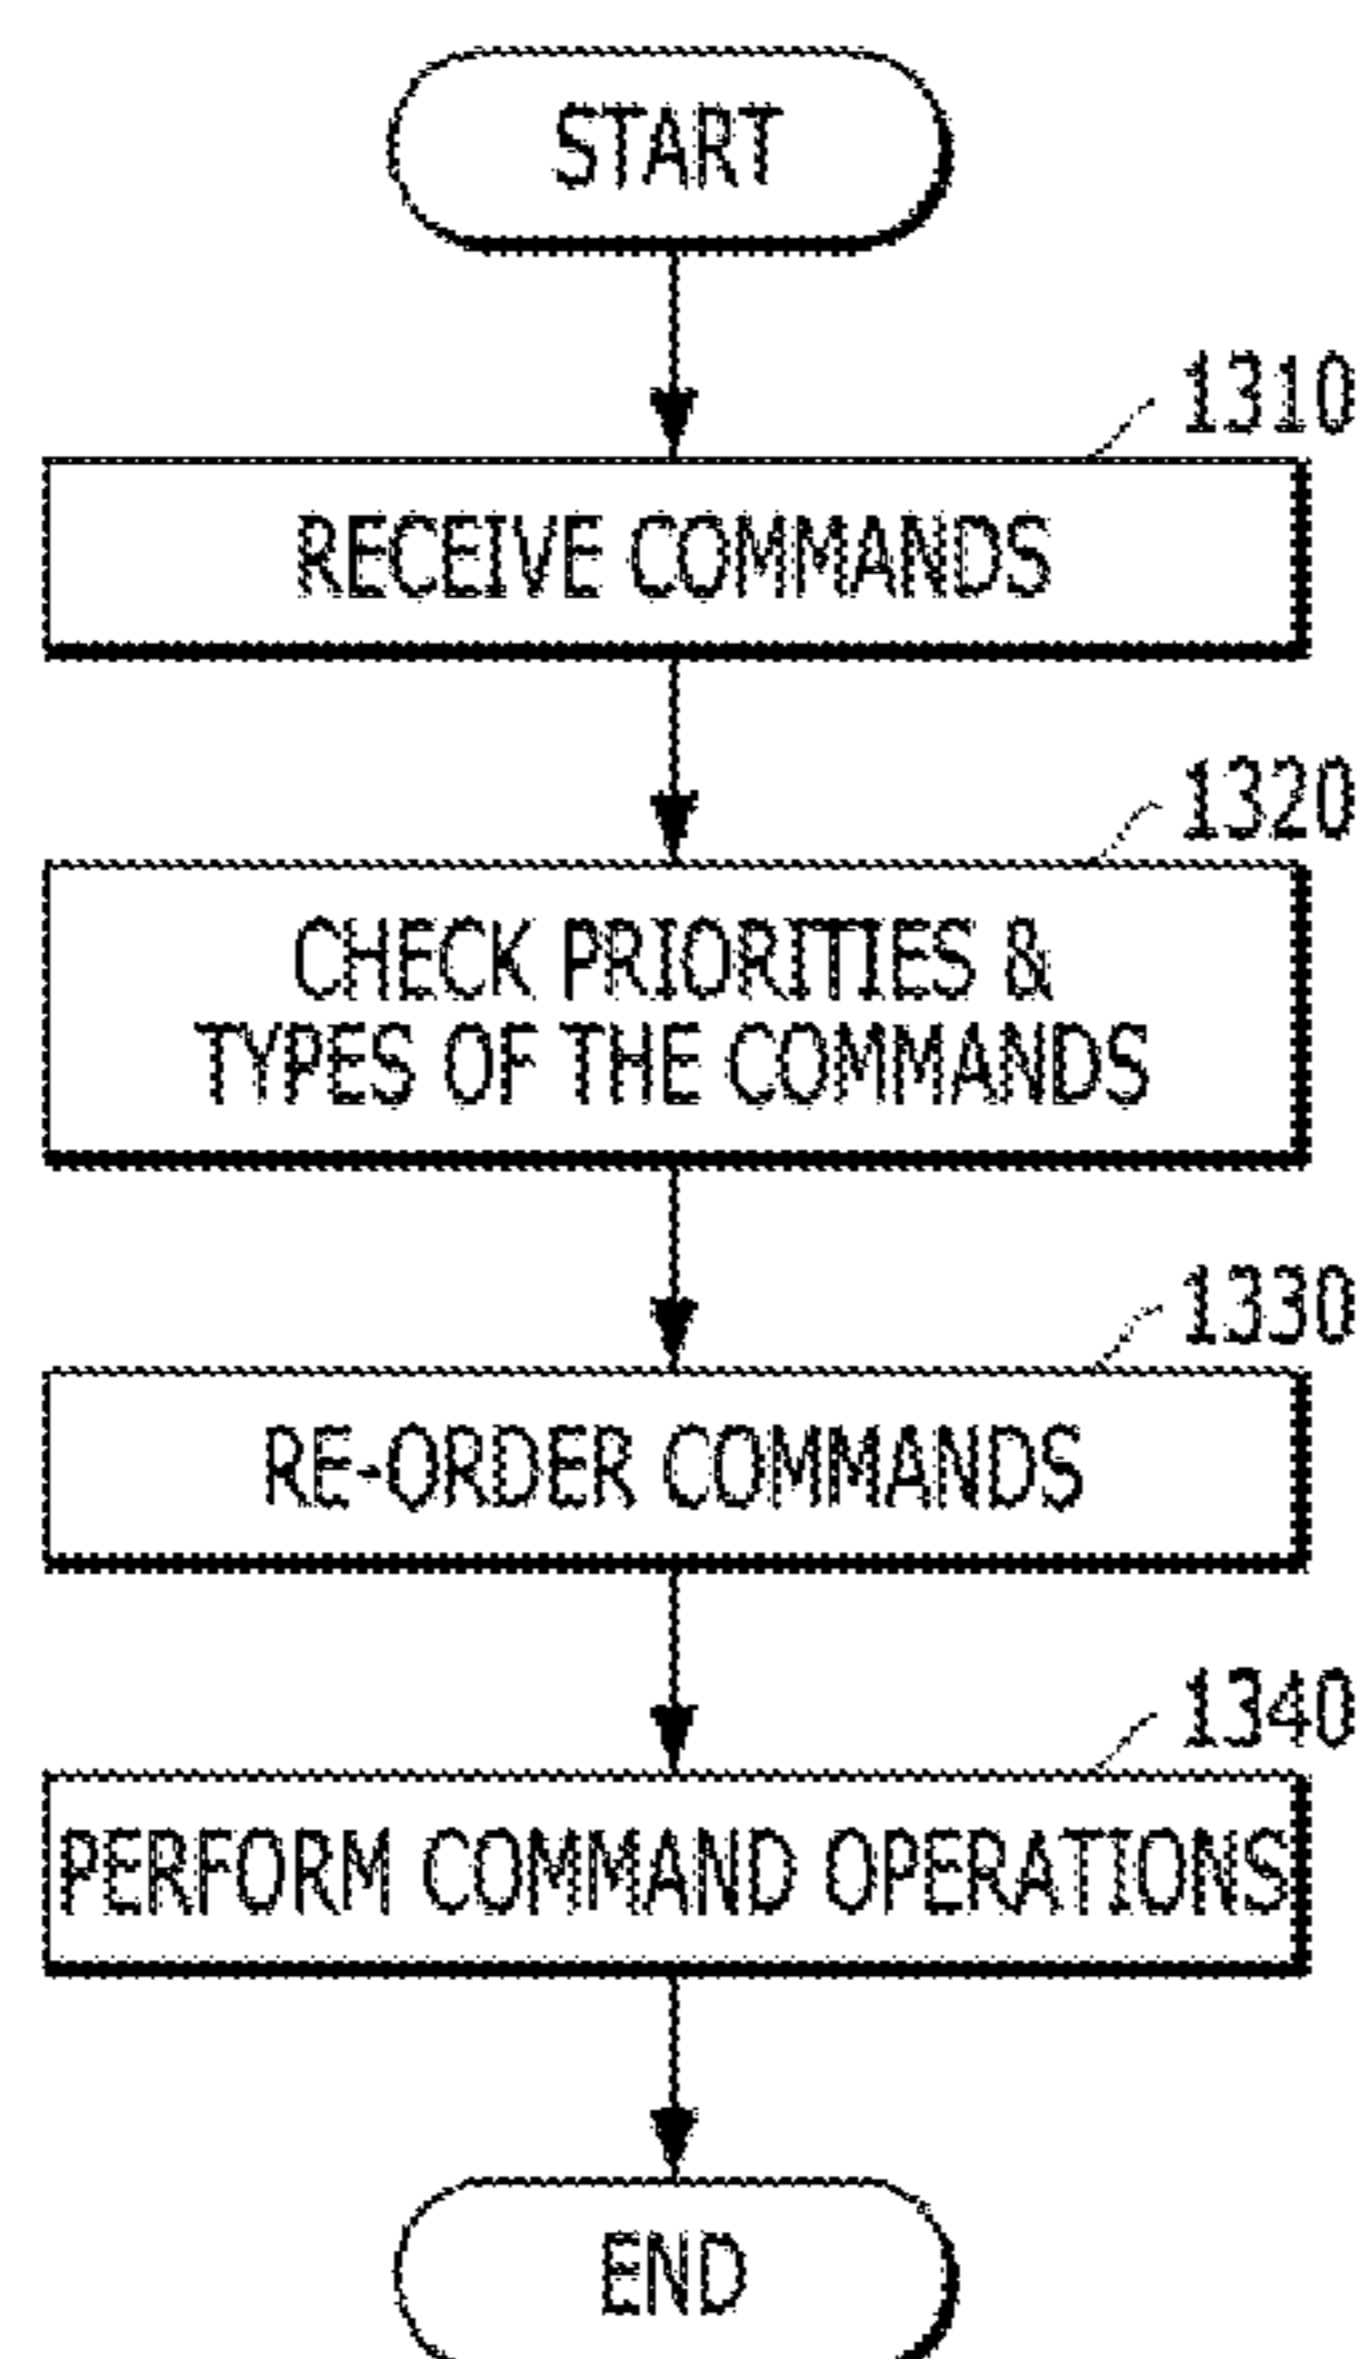 START
1310
RECEIVE COMMANDS
1320
CHECK PRIORITIES &
TYPES OF THE COMMANDS
1330
RE-ORDER COMMANDS
1340
PERFORM COMMAND OPERATIONS
END